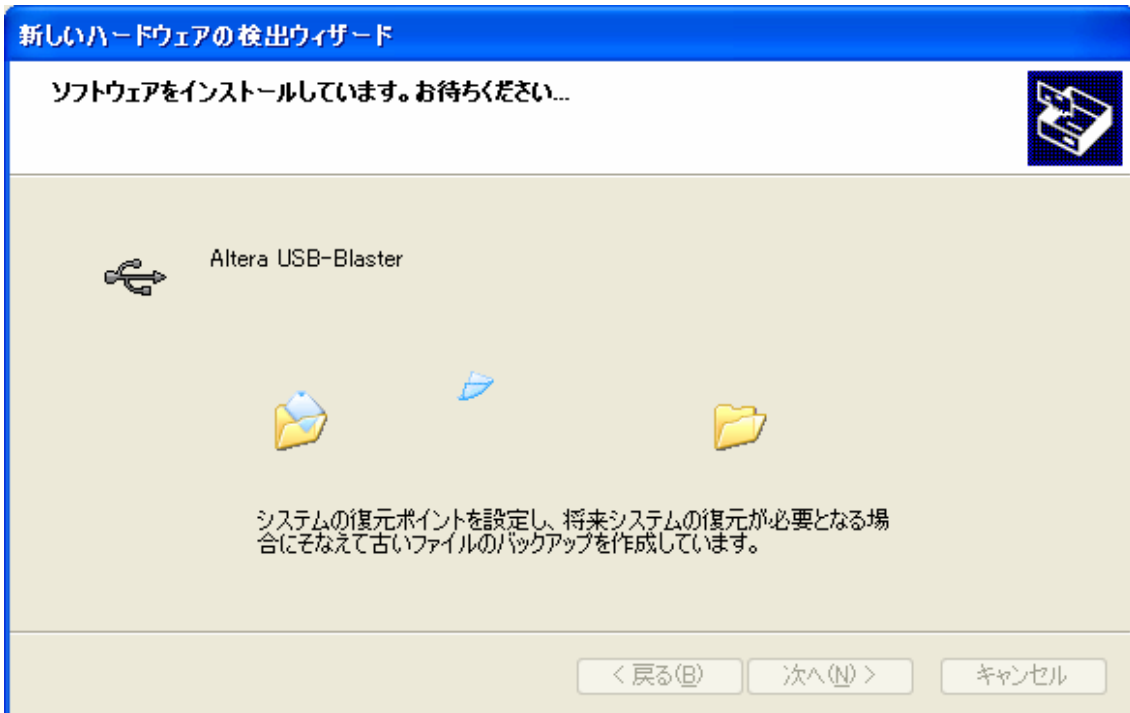 新しいハードウェアの検出ウィザード
ソフトウェアをインストールしています。お待ちください...
Altera USB-Blaster
システムの復元ポイントを設定し、将来システムの復元が必要となる場
合にそなえて古いファイルのバックアップを作成しています。
< 戻る(B) 次へ(N) > キャンセル